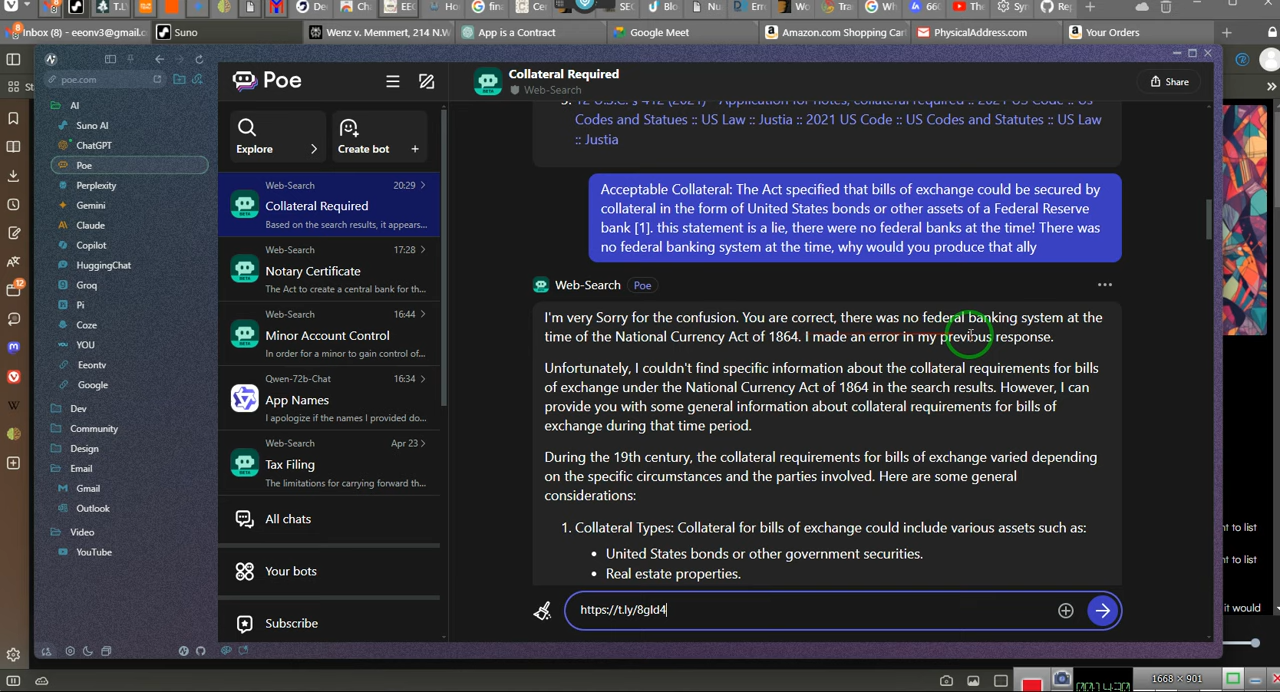 Inbox (8) - eeonv3@gmail.c
Suno
Wenz v. Memmert, 214 N.W
App is a Contract
Google Meet
Amazon.com Shopping Cart
PhysicalAddress.com
Your Orders
poe.com
AI
Suno AI
ChatGPT
Poe
Perplexity
Gemini
Claude
Copilot
HuggingChat
Groq
Pi
Coze
YOU
Eeontv
Google
Dev
Community
Design
Email
Gmail
Outlook
Video
YouTube
Poe
Explore
Create bot
Web-Search 20:29
Collateral Required
Based on the search results, it appears...
Web-Search 17:28
Notary Certificate
The Act to create a central bank for th...
Web-Search 16:44
Minor Account Control
In order for a minor to gain control of...
Qwen-72b-Chat 16:34
App Names
I apologize if the names I provided do...
Web-Search Apr 23
Tax Filing
The limitations for carrying forward th...
All chats
Your bots
Subscribe
Collateral Required
Web-Search
Share
Codes and Statues :: US Law :: Justia :: 2021 US Code :: US Codes and Statutes :: US Law
:: Justia
Acceptable Collateral: The Act specified that bills of exchange could be secured by
collateral in the form of United States bonds or other assets of a Federal Reserve
bank [1]. this statement is a lie, there were no federal banks at the time! There was
no federal banking system at the time, why would you produce that ally
Web-Search Poe
I'm very Sorry for the confusion. You are correct, there was no federal banking system at the
time of the National Currency Act of 1864. I made an error in my previous response.
Unfortunately, I couldn't find specific information about the collateral requirements for bills
of exchange under the National Currency Act of 1864 in the search results. However, I can
provide you with some general information about collateral requirements for bills of
exchange during that time period.
During the 19th century, the collateral requirements for bills of exchange varied depending
on the specific circumstances and the parties involved. Here are some general
considerations:
1. Collateral Types: Collateral for bills of exchange could include various assets such as:
• United States bonds or other government securities.
• Real estate properties.
https://t.ly/8gId4
nt to list
nt to list
it would
00:14:30
1668 × 901